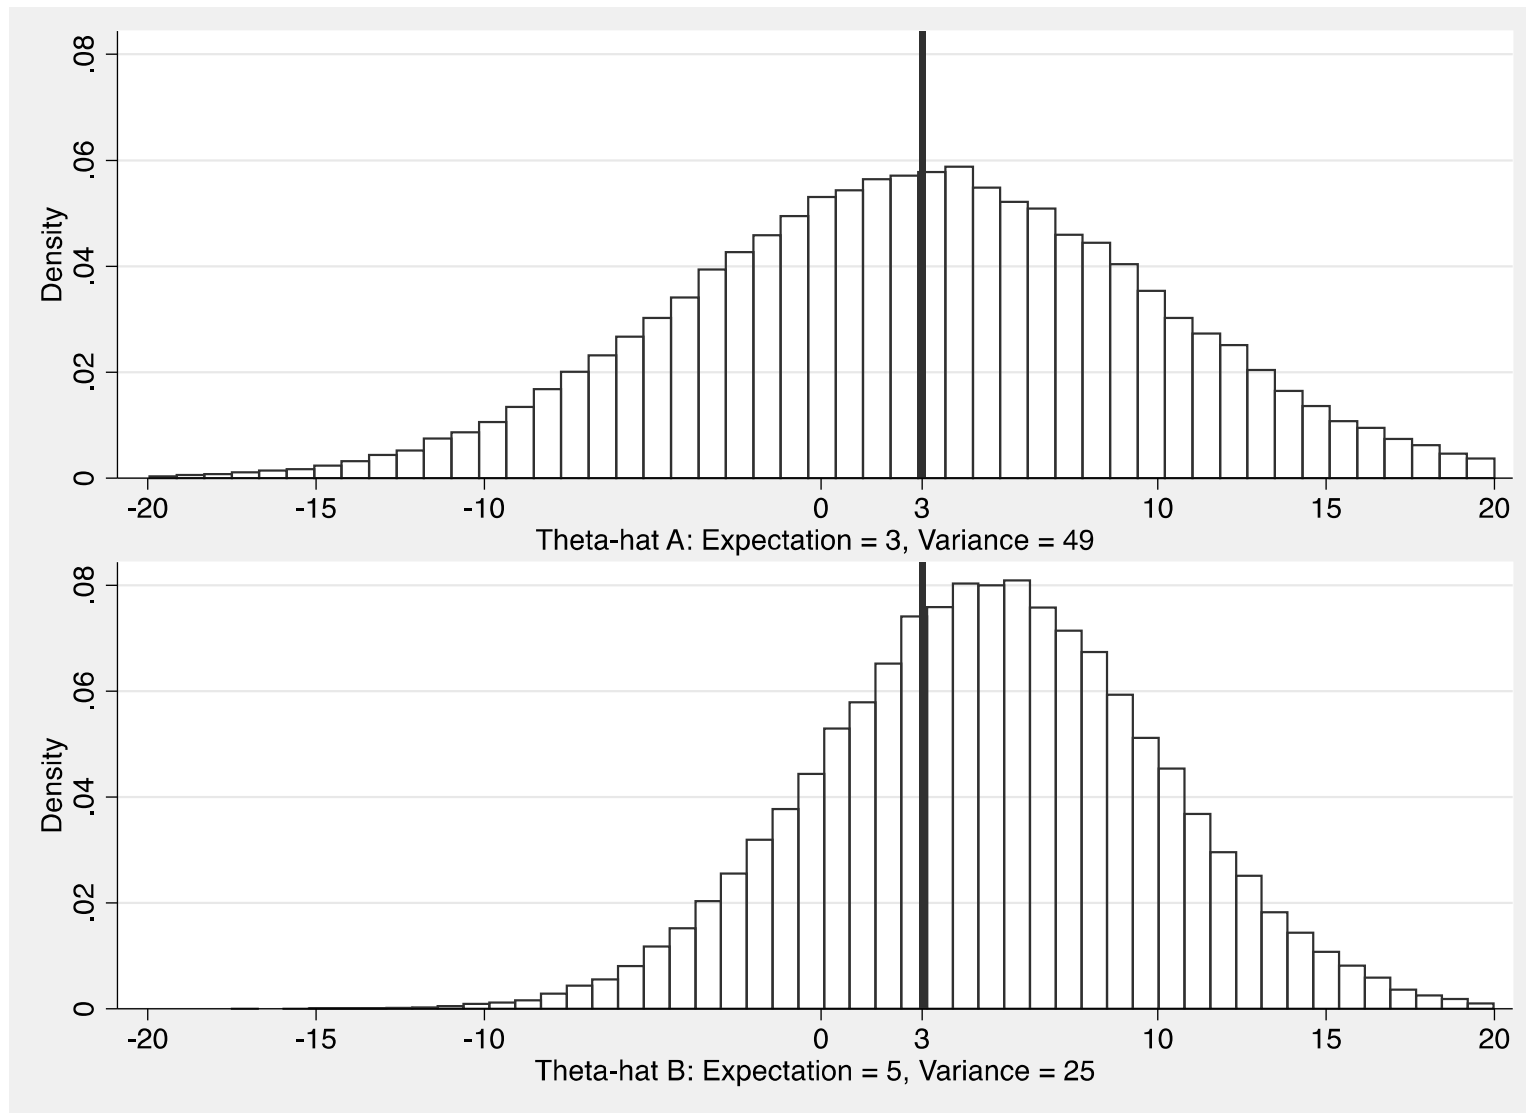 .08
.06
.04
.02
0
Density
-20 -15 -10 0 3 10 15 20
Theta-hat A: Expectation = 3, Variance = 49
.08
.06
.04
.02
0
Density
-20 -15 -10 0 3 10 15 20
Theta-hat B: Expectation = 5, Variance = 25